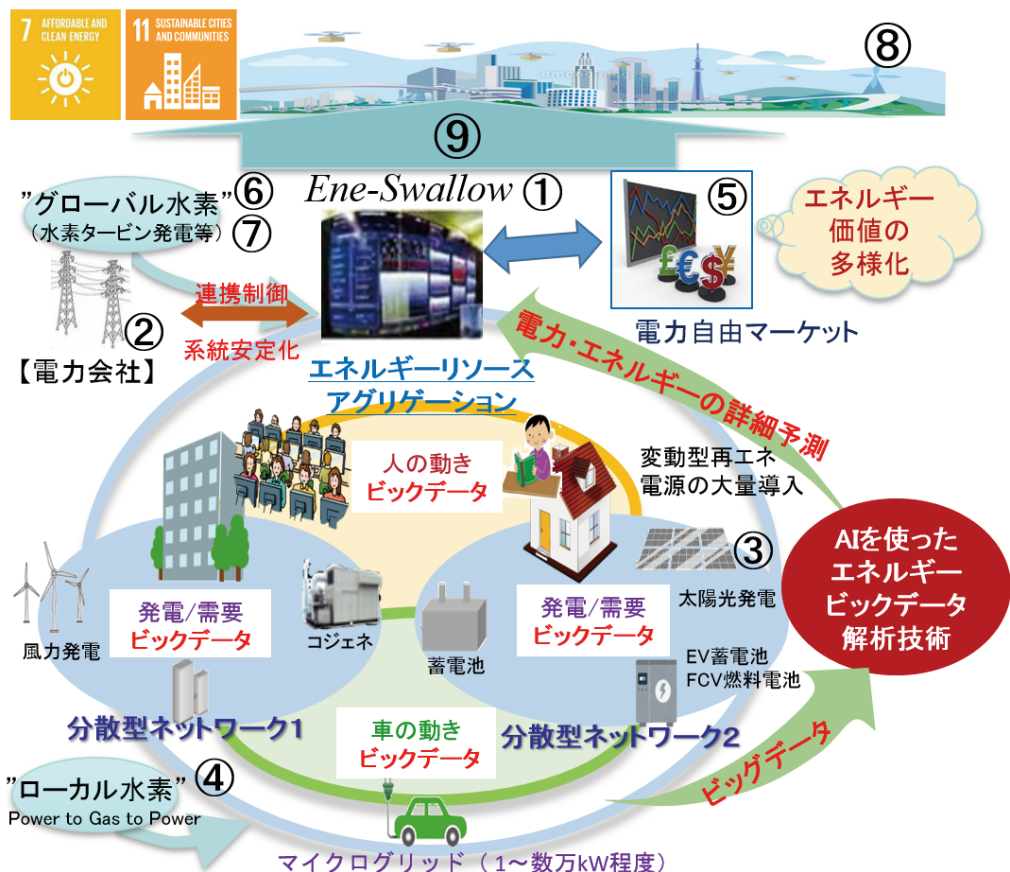 7 AFFORDABLE AND
CLEAN ENERGY
11 SUSTAINABLE CITIES
AND COMMUNITIES
⑧
⑨
”グローバル水素”⑥
(水素タービン発電等)⑦
Ene-Swallow ①
⑤
エネルギー
価値の
多様化
連携制御
②
系統安定化
【電力会社】
電力自由マーケット
エネルギーリソース
アグリゲーション
電力・エネルギーの詳細予測
人の動き
ビックデータ
変動型再エネ
電源の大量導入
③
太陽光発電
AIを使った
エネルギー
ビックデータ
解析技術
風力発電
発電/需要
ビックデータ
コジェネ
蓄電池
発電/需要
ビックデータ
EV蓄電池
FCV燃料電池
分散型ネットワーク1
分散型ネットワーク2
車の動き
ビックデータ
ビッグデータ
”ローカル水素”④
Power to Gas to Power
マイクログリッド（1～数万kW程度）